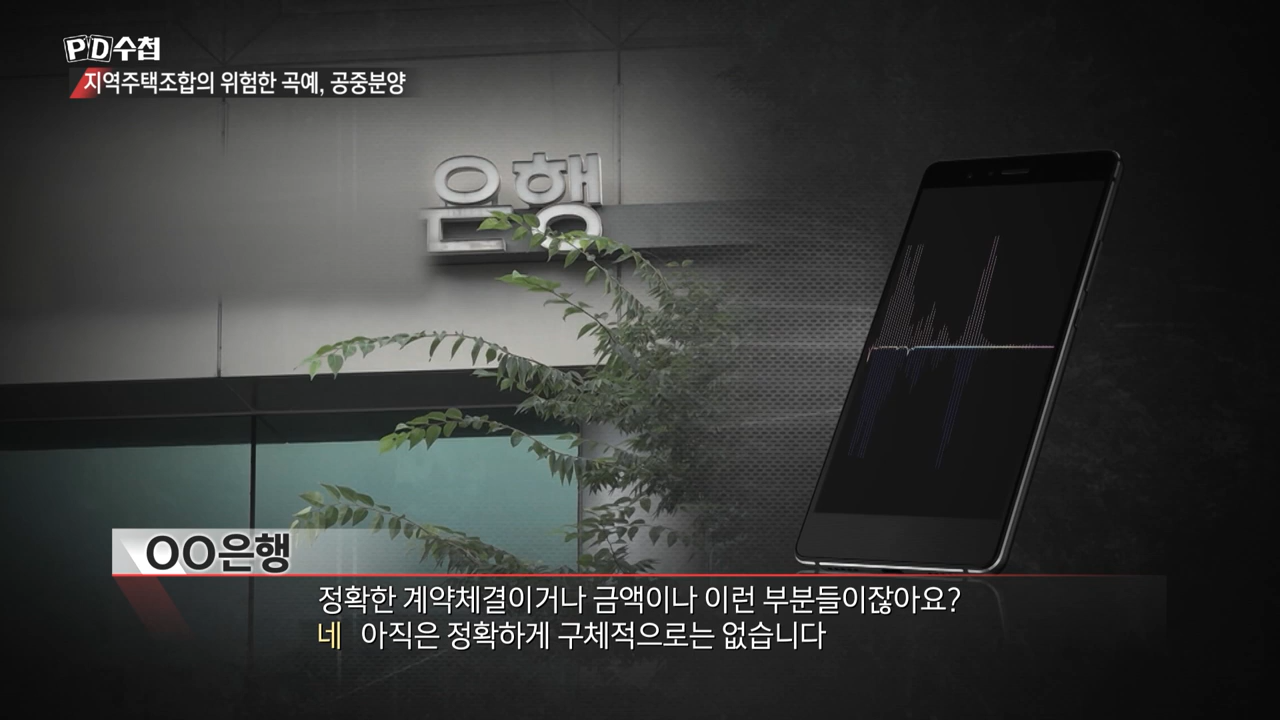 PD수첩
지역주택조합의 위험한 곡예, 공중분양
은행
OO은행
정확한 계약체결이거나 금액이나 이런 부분들이잖아요?
네 아직은 정확하게 구체적으로는 없습니다